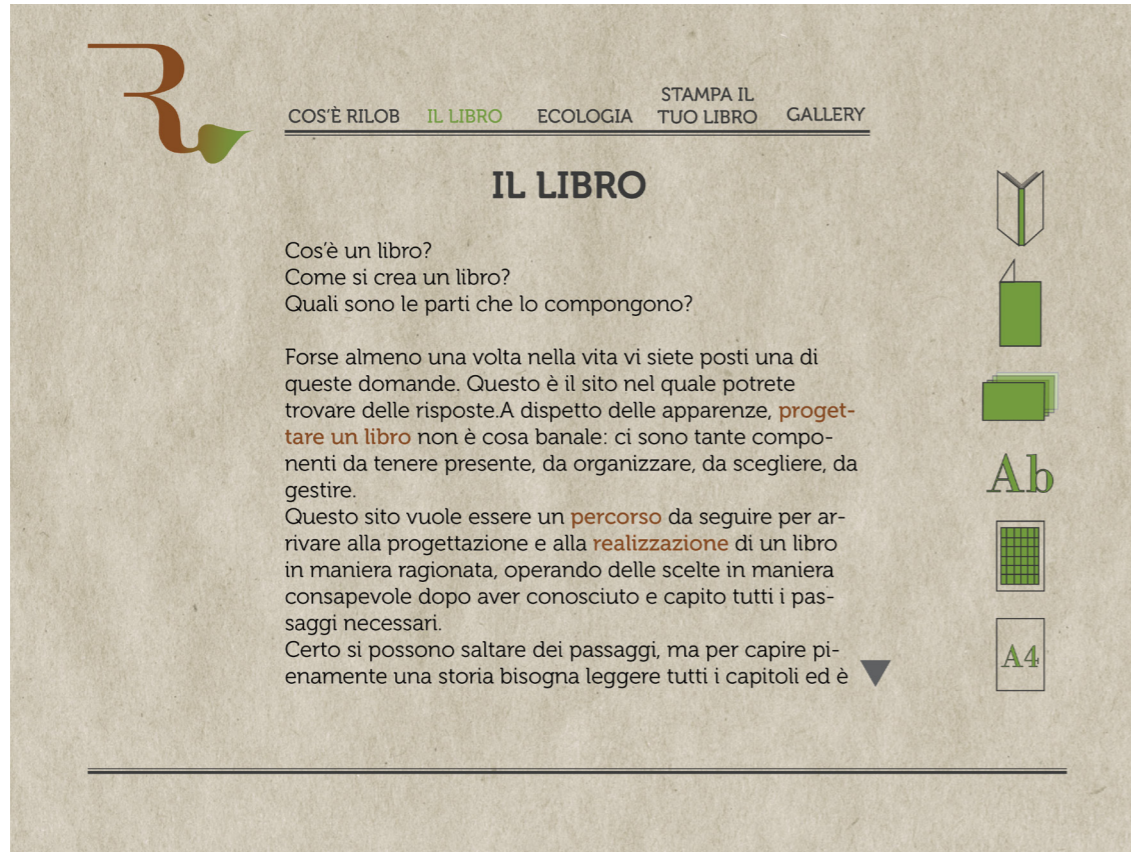 R
COS'È RILOB
IL LIBRO
ECOLOGIA
STAMPA IL
TUO LIBRO
GALLERY
IL LIBRO
Cos'è un libro?
Come si crea un libro?
Quali sono le parti che lo compongono?
Forse almeno una volta nella vita vi siete posti una di
queste domande. Questo è il sito nel quale potrete
trovare delle risposte.A dispetto delle apparenze, proget-
tare un libro non è cosa banale: ci sono tante compo-
nenti da tenere presente, da organizzare, da scegliere, da
gestire.
Questo sito vuole essere un percorso da seguire per ar-
rivare alla progettazione e alla realizzazione di un libro
in maniera ragionata, operando delle scelte in maniera
consapevole dopo aver conosciuto e capito tutti i pas-
saggi necessari.
Certo si possono saltare dei passaggi, ma per capire pi-
enamente una storia bisogna leggere tutti i capitoli ed è
Ab
A4